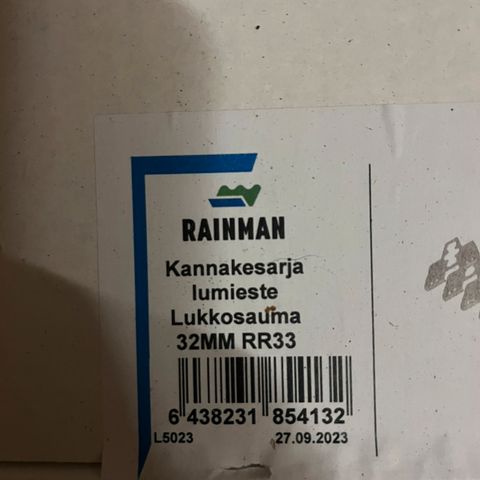 RAINMAN
Kannakesarja
lumieste
Lukkosauma
32MM RR33
6 438231 854132
L5023 27.09.2023